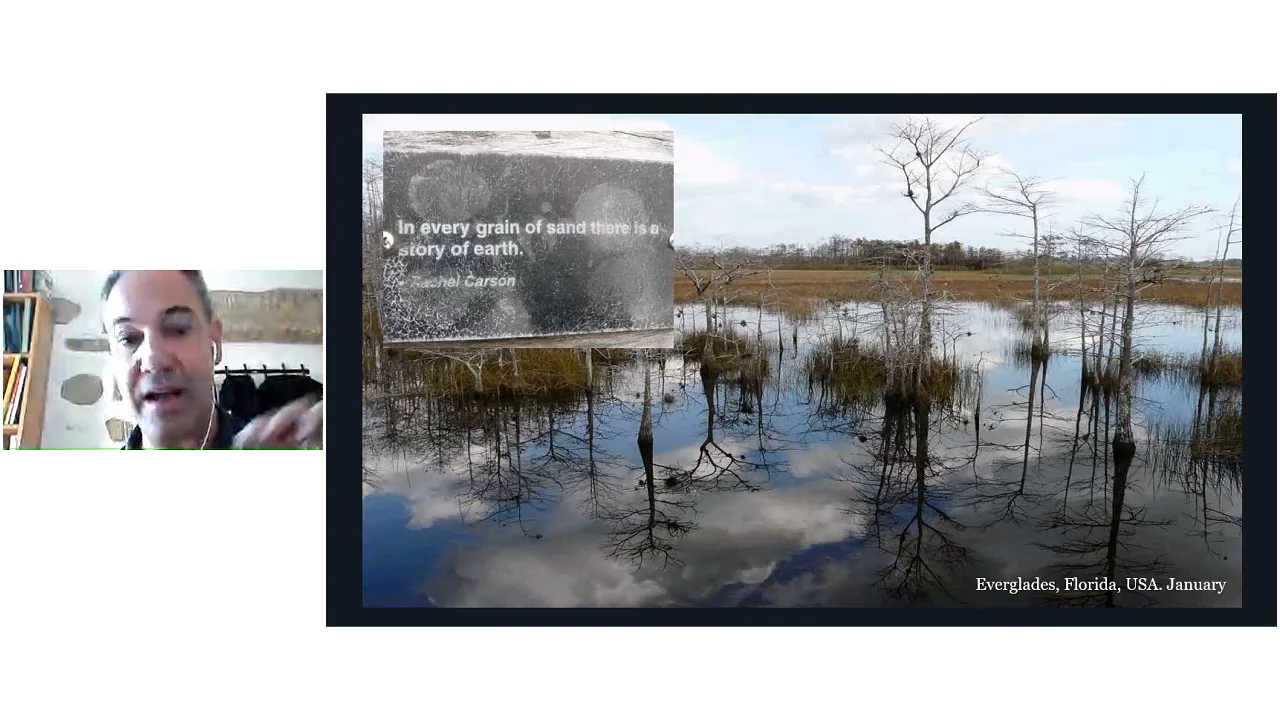 In every grain of sand there is a
story of earth.
- Rachel Carson
Everglades, Florida, USA. January